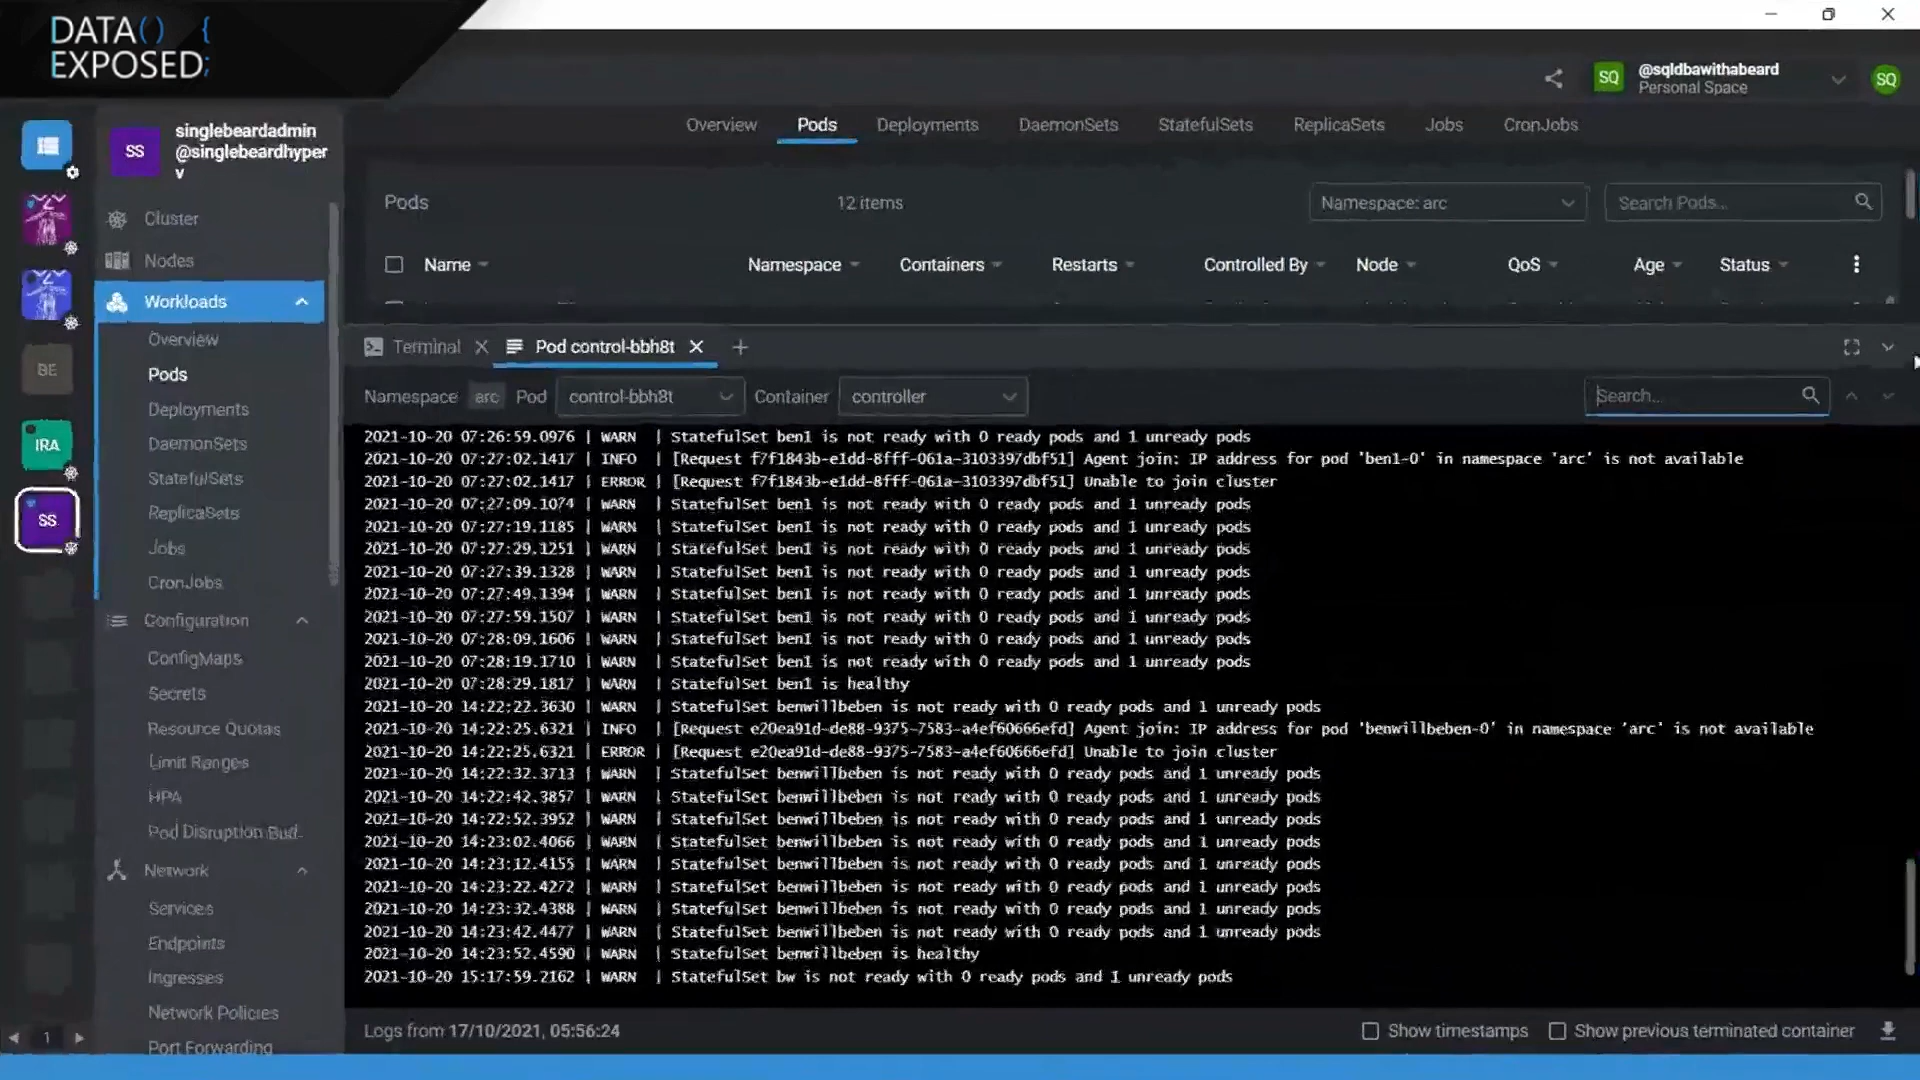 DATA() {
EXPOSED;
@sqldbawithabeard
Personal Space
SQ
SQ
singlebeardadmin
@singlebeardhyper
v
SS
Overview
Pods
Deployments
DaemonSets
StatefulSets
ReplicaSets
Jobs
CronJobs
Cluster
Nodes
Workloads
Overview
Pods
Deployments
DaemonSets
StatefulSets
ReplicaSets
Jobs
CronJobs
Configuration
ConfigMaps
Secrets
Resource Quotas
Limit Ranges
HPA
Pod Disruption Bud.
Network
Services
Endpoints
Ingresses
Network Policies
Port Forwarding
BE
IRA
SS
1
Pods
12 items
Namespace: arc
Search Pods...
Name
Namespace
Containers
Restarts
Controlled By
Node
QoS
Age
Status
Terminal
Pod control-bbh8t
Namespace arc Pod control-bbh8t Container controller
Search...
2021-10-20 07:26:59.0976 | WARN | StatefulSet ben1 is not ready with 0 ready pods and 1 unready pods
2021-10-20 07:27:02.1417 | INFO | [Request f7f1843b-e1dd-8fff-061a-3103397dbf51] Agent join: IP address for pod 'ben1-0' in namespace 'arc' is not available
2021-10-20 07:27:02.1417 | ERROR | [Request f7f1843b-e1dd-8fff-061a-3103397dbf51] Unable to join cluster
2021-10-20 07:27:09.1074 | WARN | StatefulSet ben1 is not ready with 0 ready pods and 1 unready pods
2021-10-20 07:27:19.1185 | WARN | StatefulSet ben1 is not ready with 0 ready pods and 1 unready pods
2021-10-20 07:27:29.1251 | WARN | StatefulSet ben1 is not ready with 0 ready pods and 1 unready pods
2021-10-20 07:27:39.1328 | WARN | StatefulSet ben1 is not ready with 0 ready pods and 1 unready pods
2021-10-20 07:27:49.1394 | WARN | StatefulSet ben1 is not ready with 0 ready pods and 1 unready pods
2021-10-20 07:27:59.1507 | WARN | StatefulSet ben1 is not ready with 0 ready pods and 1 unready pods
2021-10-20 07:28:09.1606 | WARN | StatefulSet ben1 is not ready with 0 ready pods and 1 unready pods
2021-10-20 07:28:19.1710 | WARN | StatefulSet ben1 is not ready with 0 ready pods and 1 unready pods
2021-10-20 07:28:29.1817 | WARN | StatefulSet ben1 is healthy
2021-10-20 14:22:22.3630 | WARN | StatefulSet benwillbeben is not ready with 0 ready pods and 1 unready pods
2021-10-20 14:22:25.6321 | INFO | [Request e20ea91d-de88-9375-7583-a4ef60666efd] Agent join: IP address for pod 'benwillbeben-0' in namespace 'arc' is not available
2021-10-20 14:22:25.6321 | ERROR | [Request e20ea91d-de88-9375-7583-a4ef60666efd] Unable to join cluster
2021-10-20 14:22:32.3713 | WARN | StatefulSet benwillbeben is not ready with 0 ready pods and 1 unready pods
2021-10-20 14:22:42.3857 | WARN | StatefulSet benwillbeben is not ready with 0 ready pods and 1 unready pods
2021-10-20 14:22:52.3952 | WARN | StatefulSet benwillbeben is not ready with 0 ready pods and 1 unready pods
2021-10-20 14:23:02.4066 | WARN | StatefulSet benwillbeben is not ready with 0 ready pods and 1 unready pods
2021-10-20 14:23:12.4155 | WARN | StatefulSet benwillbeben is not ready with 0 ready pods and 1 unready pods
2021-10-20 14:23:22.4272 | WARN | StatefulSet benwillbeben is not ready with 0 ready pods and 1 unready pods
2021-10-20 14:23:32.4388 | WARN | StatefulSet benwillbeben is not ready with 0 ready pods and 1 unready pods
2021-10-20 14:23:42.4477 | WARN | StatefulSet benwillbeben is not ready with 0 ready pods and 1 unready pods
2021-10-20 14:23:52.4590 | WARN | StatefulSet benwillbeben is healthy
2021-10-20 15:17:59.2162 | WARN | StatefulSet bw is not ready with 0 ready pods and 1 unready pods
Logs from 17/10/2021, 05:56:24
Show timestamps
Show previous terminated container